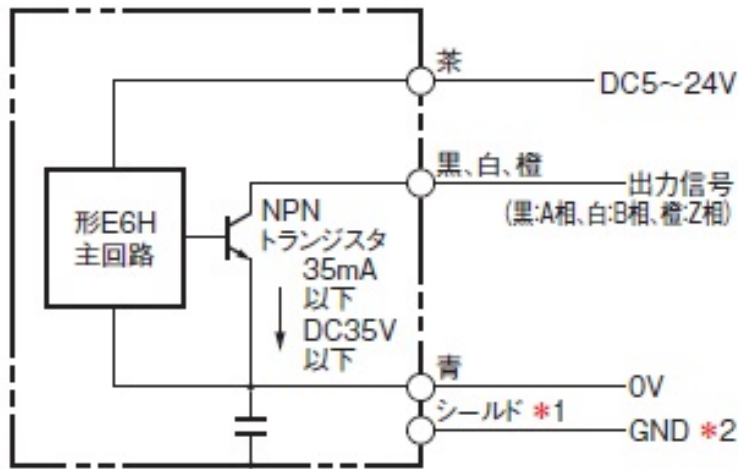 茶
DC5～24V
黒、白、橙
出力信号
(黒:A相、白:B相、橙:Z相)
形E6H
主回路
NPN
トランジスタ
35mA
以下
DC35V
以下
青
0V
シールド *1
GND *2